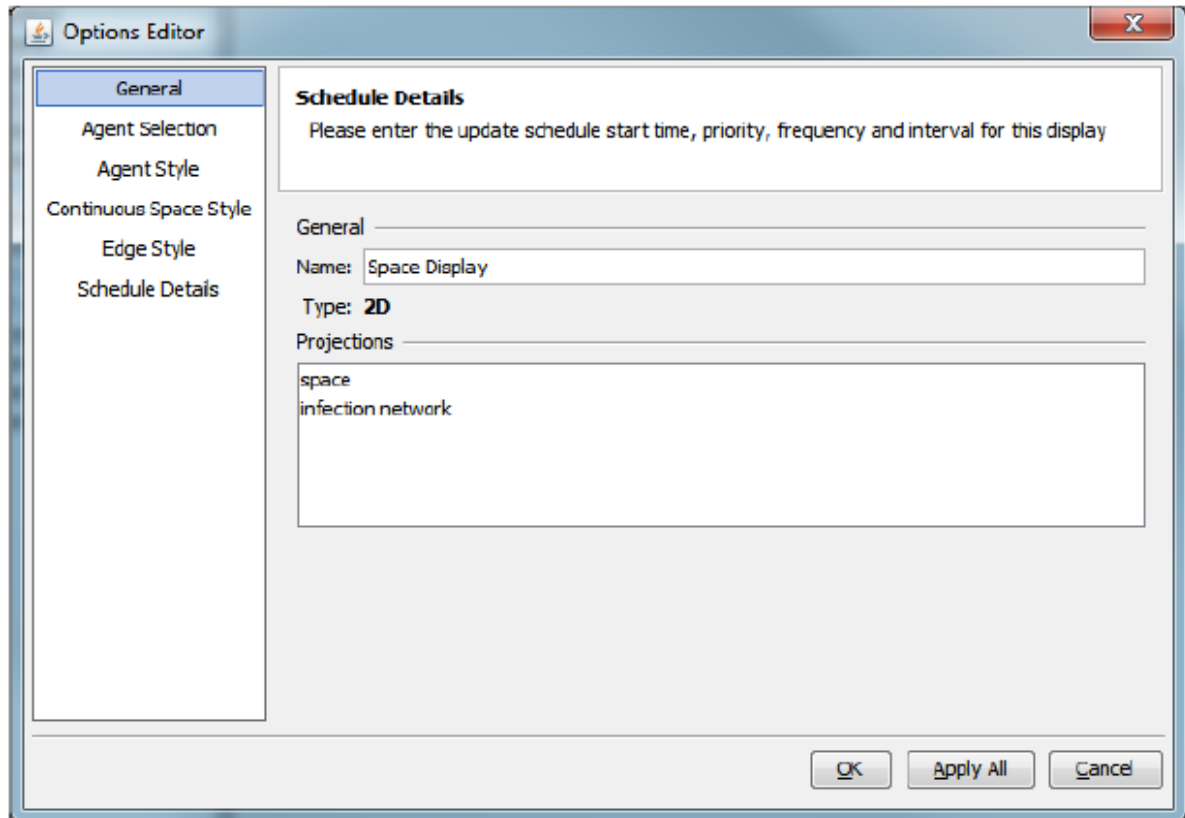 Options Editor
General
Agent Selection
Agent Style
Continuous Space Style
Edge Style
Schedule Details
Schedule Details
Please enter the update schedule start time, priority, frequency and interval for this display
General
Name: Space Display
Type: 2D
Projections
space
infection network
OK Apply All Cancel